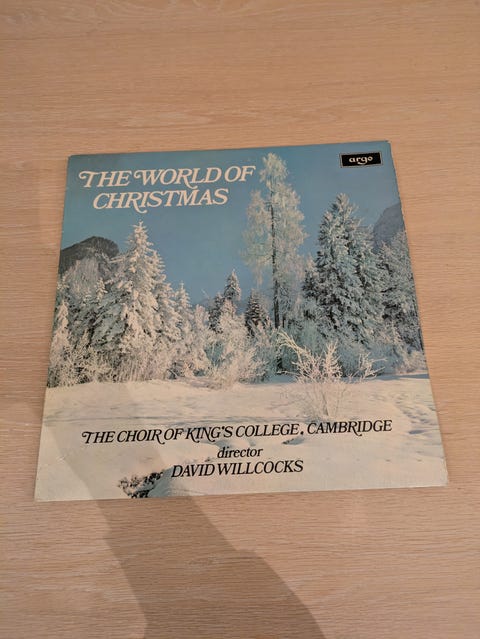 argo
THE WORLD OF
CHRISTMAS
THE CHOIR OF KING'S COLLEGE, CAMBRIDGE
director
DAVID WILLCOCKS